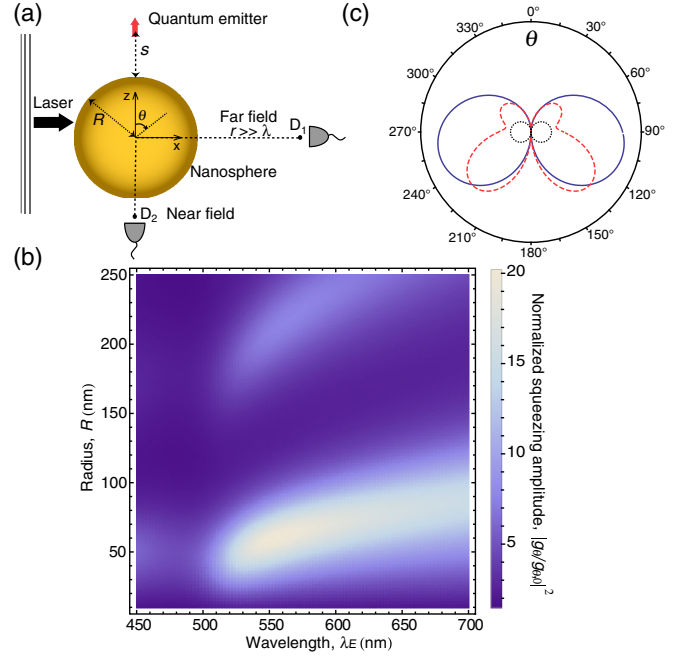 (a)
Quantum emitter
s
Laser
R
z
θ
x
Far field
r >> λ
D1
Nanosphere
D2 Near field
(c)
0°
30°
60°
90°
120°
150°
180°
210°
240°
270°
300°
330°
θ
(b)
250
200
150
100
50
Radius, R (nm)
450 500 550 600 650 700
Wavelength, λE (nm)
20
15
10
5
Normalized squeezing amplitude, |gθ/gθ,0|²